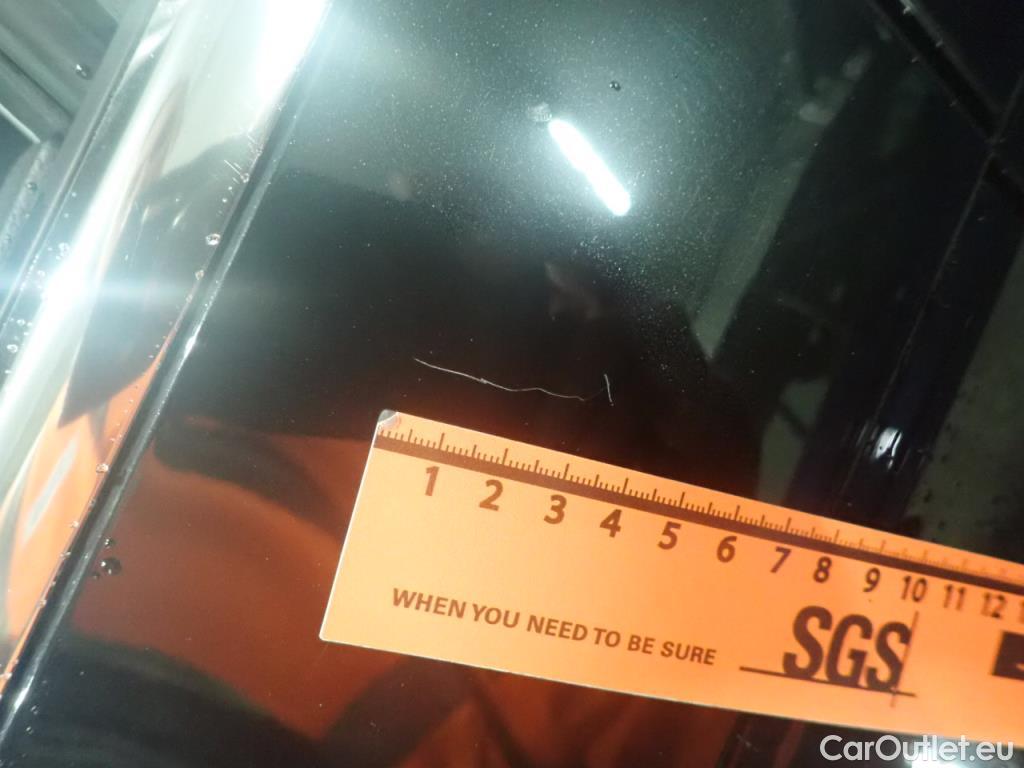 1 2 3 4 5 6 7 8 9 10 11 12
WHEN YOU NEED TO BE SURE
SGS
CarOutlet.eu